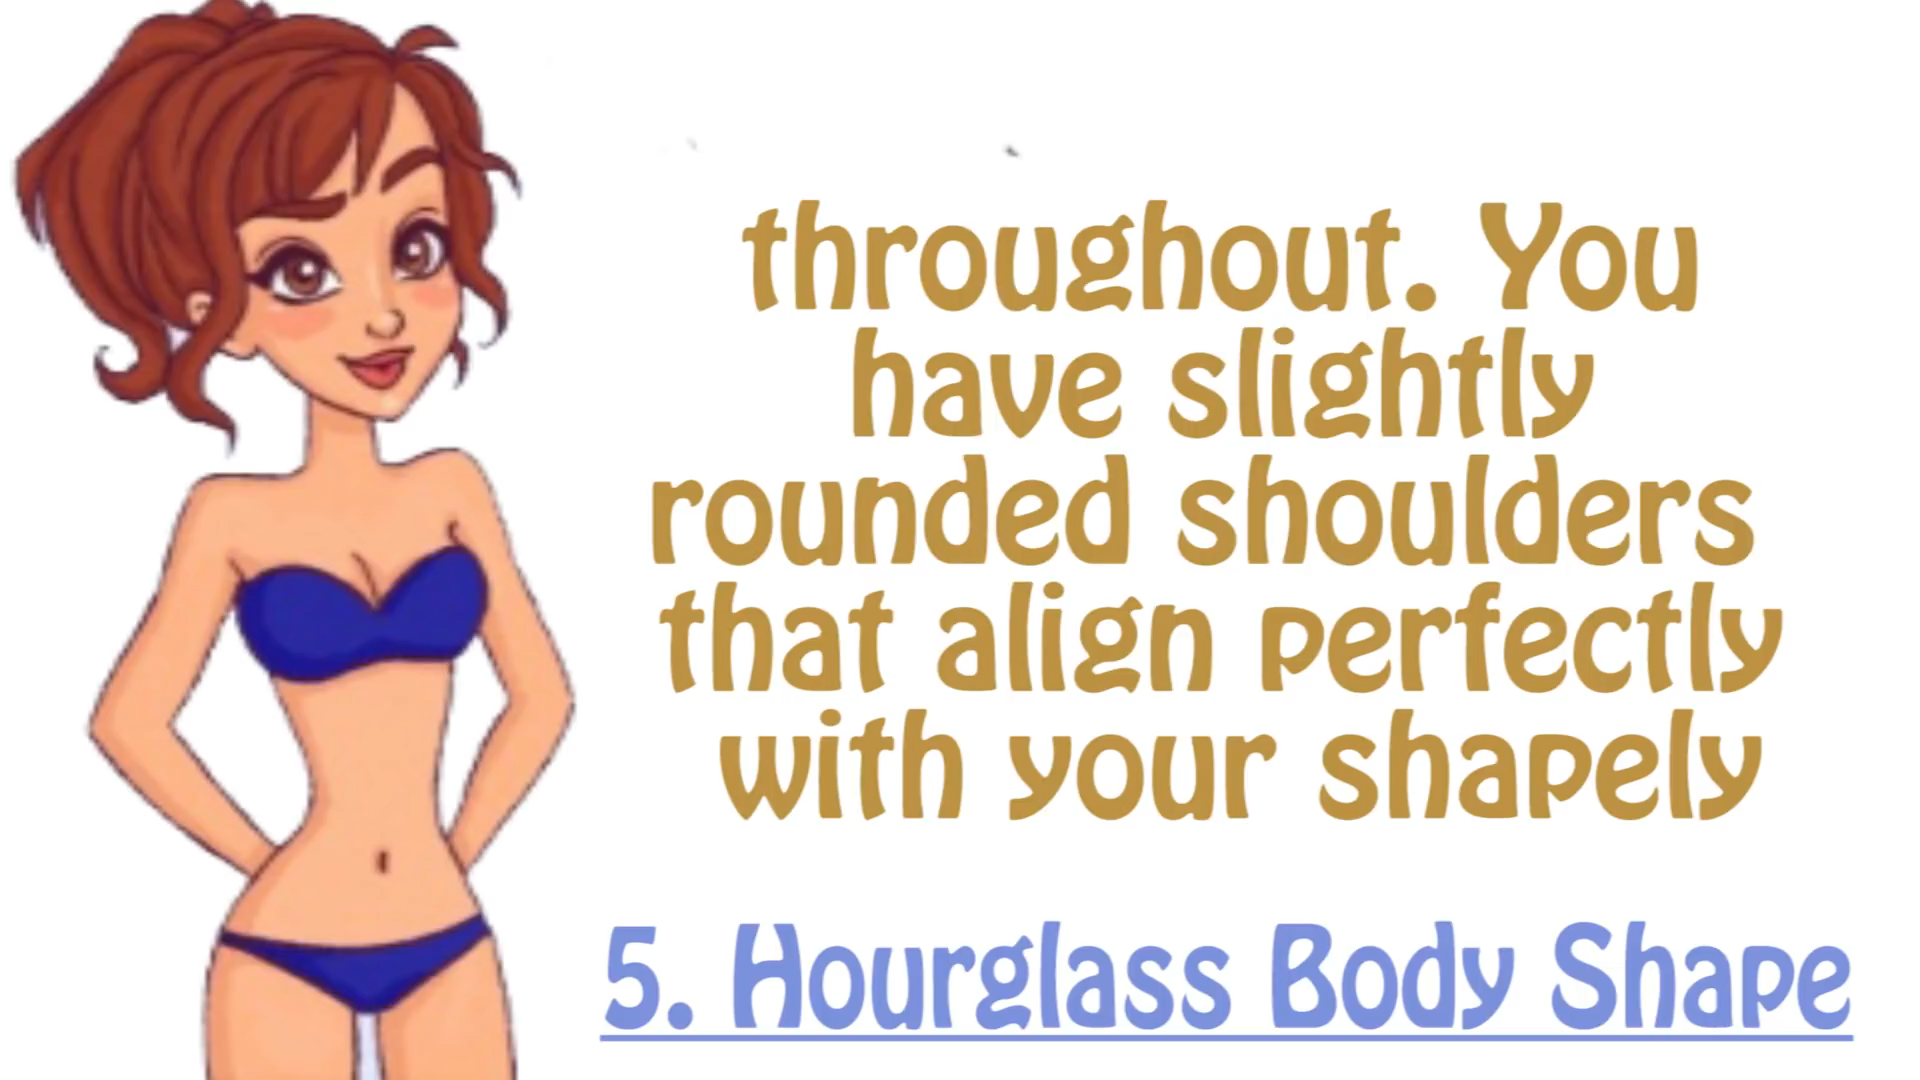 throughout. You
have slightly
rounded shoulders
that align perfectly
with your shapely
5. Hourglass Body Shape